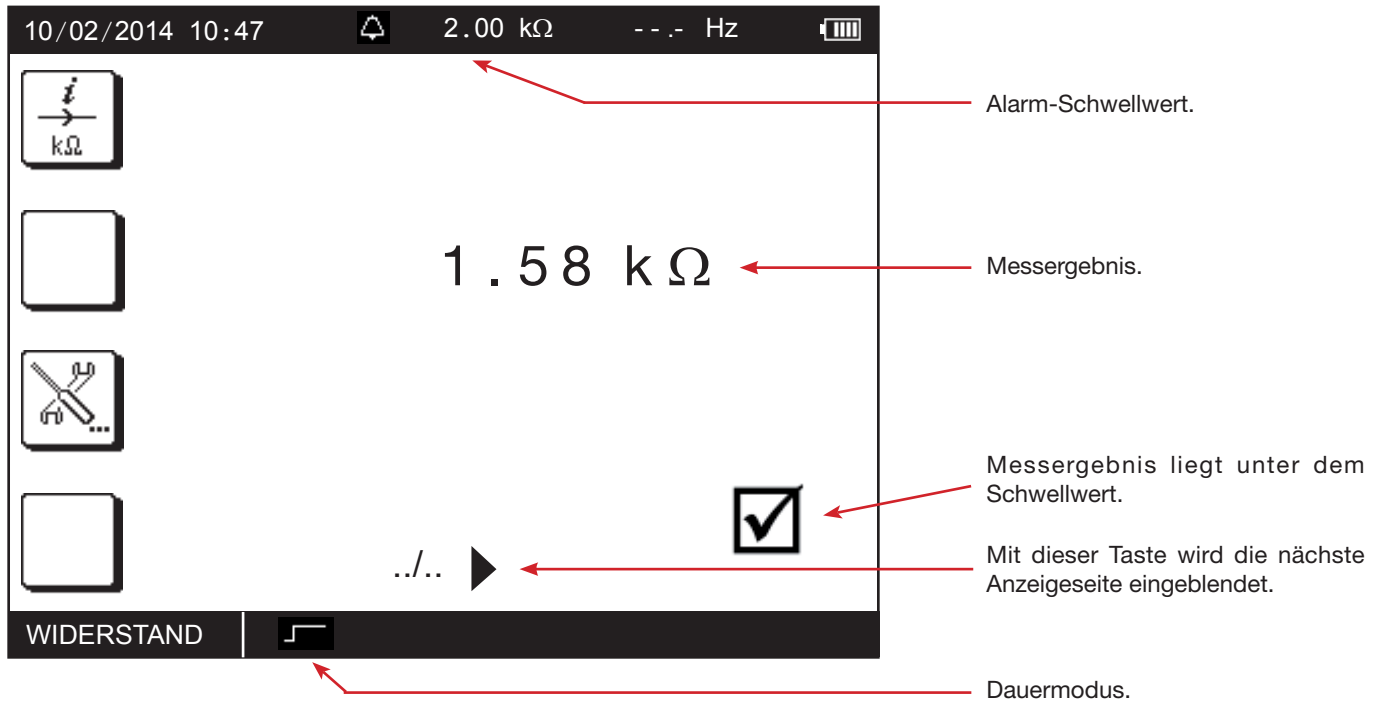 10/02/2014 10:47 2.00 kΩ - - .- Hz
Alarm-Schwellwert.
i
kΩ
1.58 kΩ
Messergebnis.
...
Messergebnis liegt unter dem
Schwellwert.
../..
Mit dieser Taste wird die nächste
Anzeigeseite eingeblendet.
WIDERSTAND
Dauermodus.